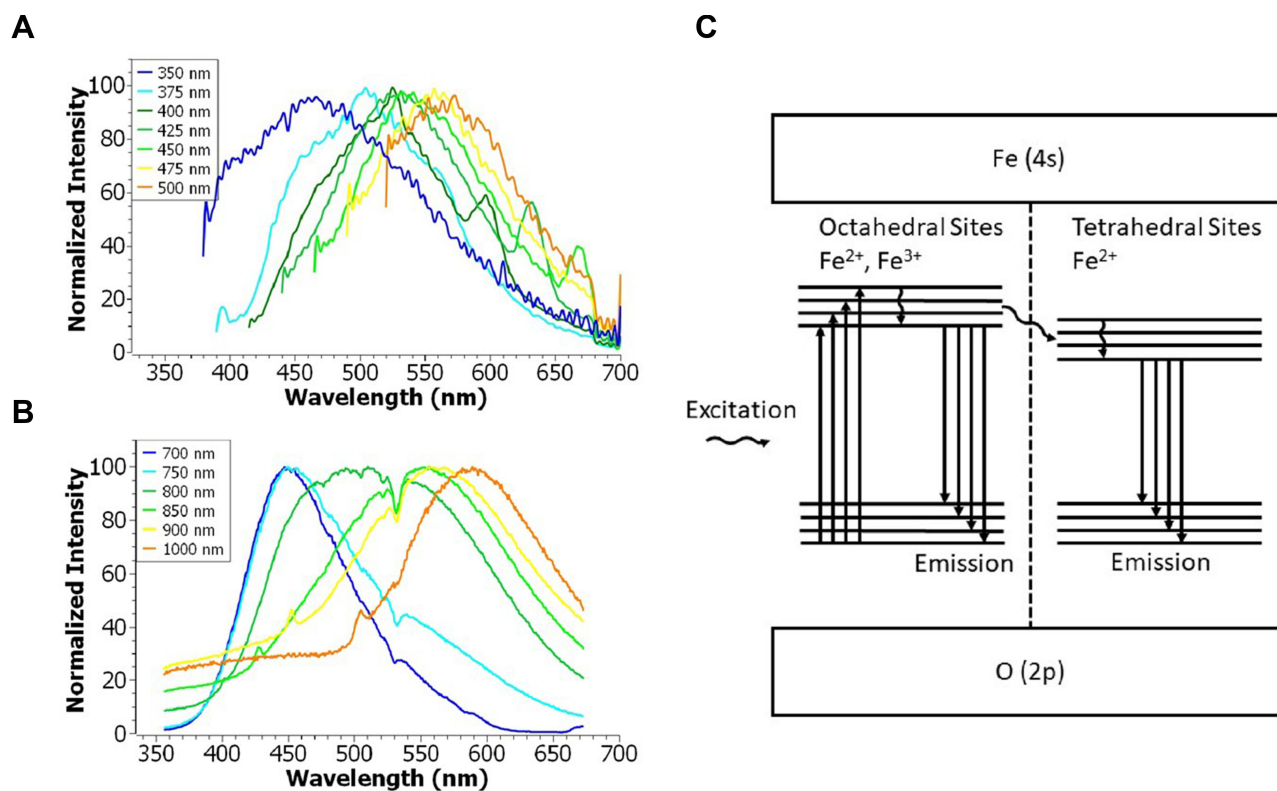 A
350 nm
375 nm
400 nm
425 nm
450 nm
475 nm
500 nm
Normalized Intensity
100
80
60
40
20
0
350 400 450 500 550 600 650 700
Wavelength (nm)
B
700 nm
750 nm
800 nm
850 nm
900 nm
1000 nm
Normalized Intensity
100
80
60
40
20
0
350 400 450 500 550 600 650 700
Wavelength (nm)
C
Fe (4s)
Octahedral Sites
Fe²⁺, Fe³⁺
Tetrahedral Sites
Fe²⁺
Excitation
Emission
Emission
O (2p)